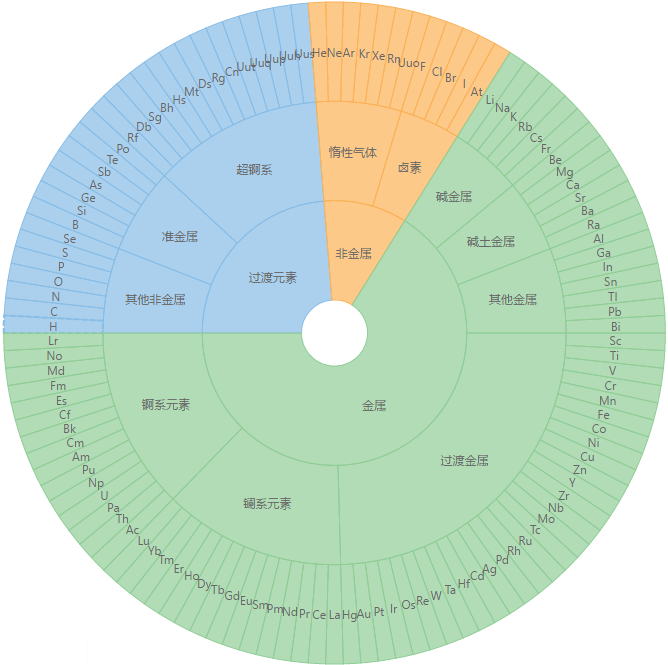 金属
碱金属
Li
Na
K
Rb
Cs
Fr
碱土金属
Be
Mg
Ca
Sr
Ba
Ra
其他金属
Al
Ga
In
Sn
Tl
Pb
Bi
过渡金属
Sc
Ti
V
Cr
Mn
Fe
Co
Ni
Cu
Zn
Y
Zr
Nb
Mo
Tc
Ru
Rh
Pd
Ag
Cd
Hf
Ta
W
Re
Os
Ir
Pt
Au
Hg
镧系元素
La
Ce
Pr
Nd
Pm
Sm
Eu
Gd
Tb
Dy
Ho
Er
Tm
Yb
Lu
锕系元素
Ac
Th
Pa
U
Np
Pu
Am
Cm
Bk
Cf
Es
Fm
Md
No
Lr
过渡元素
其他非金属
H
C
N
O
P
S
Se
准金属
B
Si
Ge
As
Sb
Te
Po
超锕系
Rf
Db
Sg
Bh
Hs
Mt
Ds
Rg
Cn
Uut
Uuq
Uup
Uuh
Uus
非金属
惰性气体
He
Ne
Ar
Kr
Xe
Rn
Uuo
卤素
F
Cl
Br
I
At